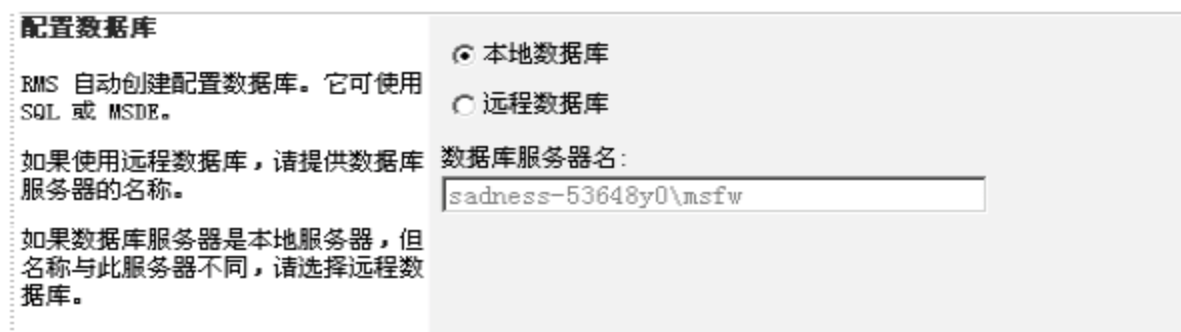 配置数据库
RMS 自动创建配置数据库。它可使用
SQL 或 MSDE。
如果使用远程数据库，请提供数据库
服务器的名称。
如果数据库服务器是本地服务器，但
名称与此服务器不同，请选择远程数
据库。
本地数据库
远程数据库
数据库服务器名:
sadness-53648y0\msfw